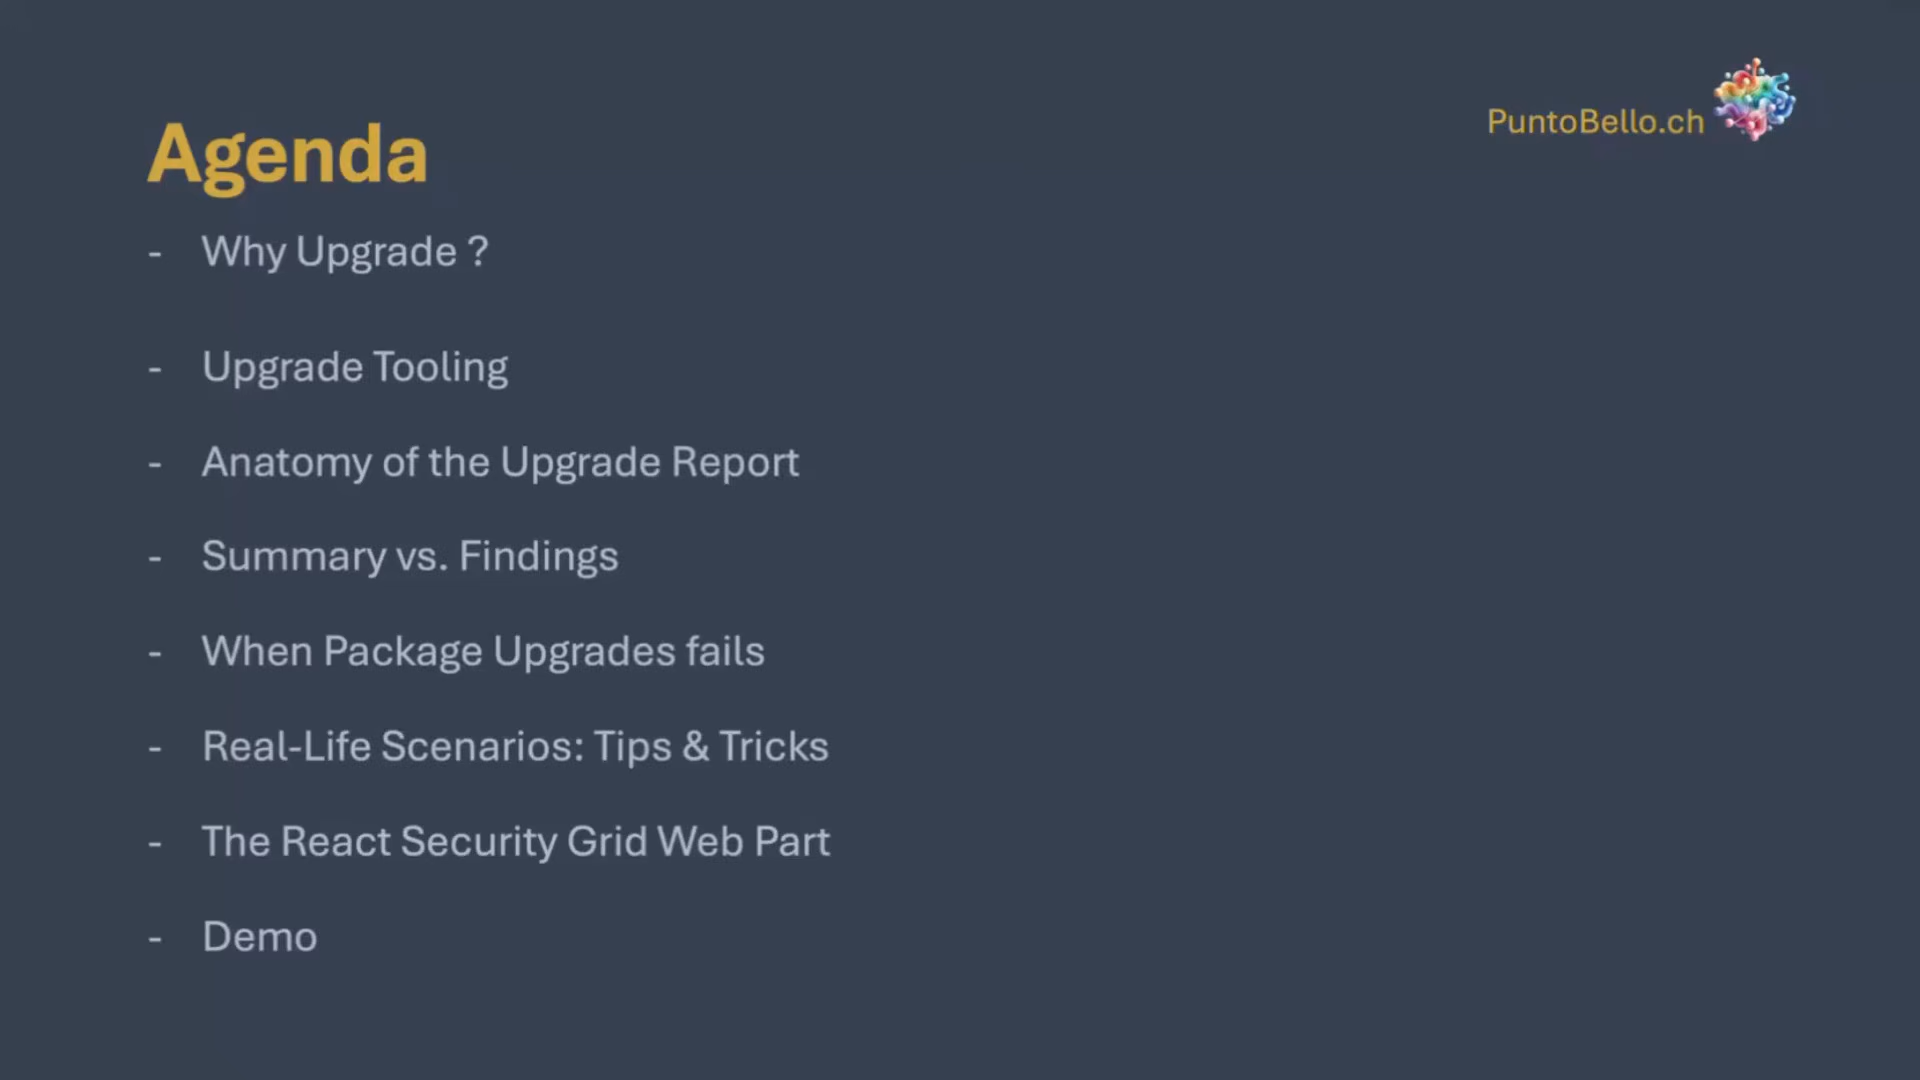 PuntoBello.ch
Agenda
- Why Upgrade ?
- Upgrade Tooling
- Anatomy of the Upgrade Report
- Summary vs. Findings
- When Package Upgrades fails
- Real-Life Scenarios: Tips & Tricks
- The React Security Grid Web Part
- Demo